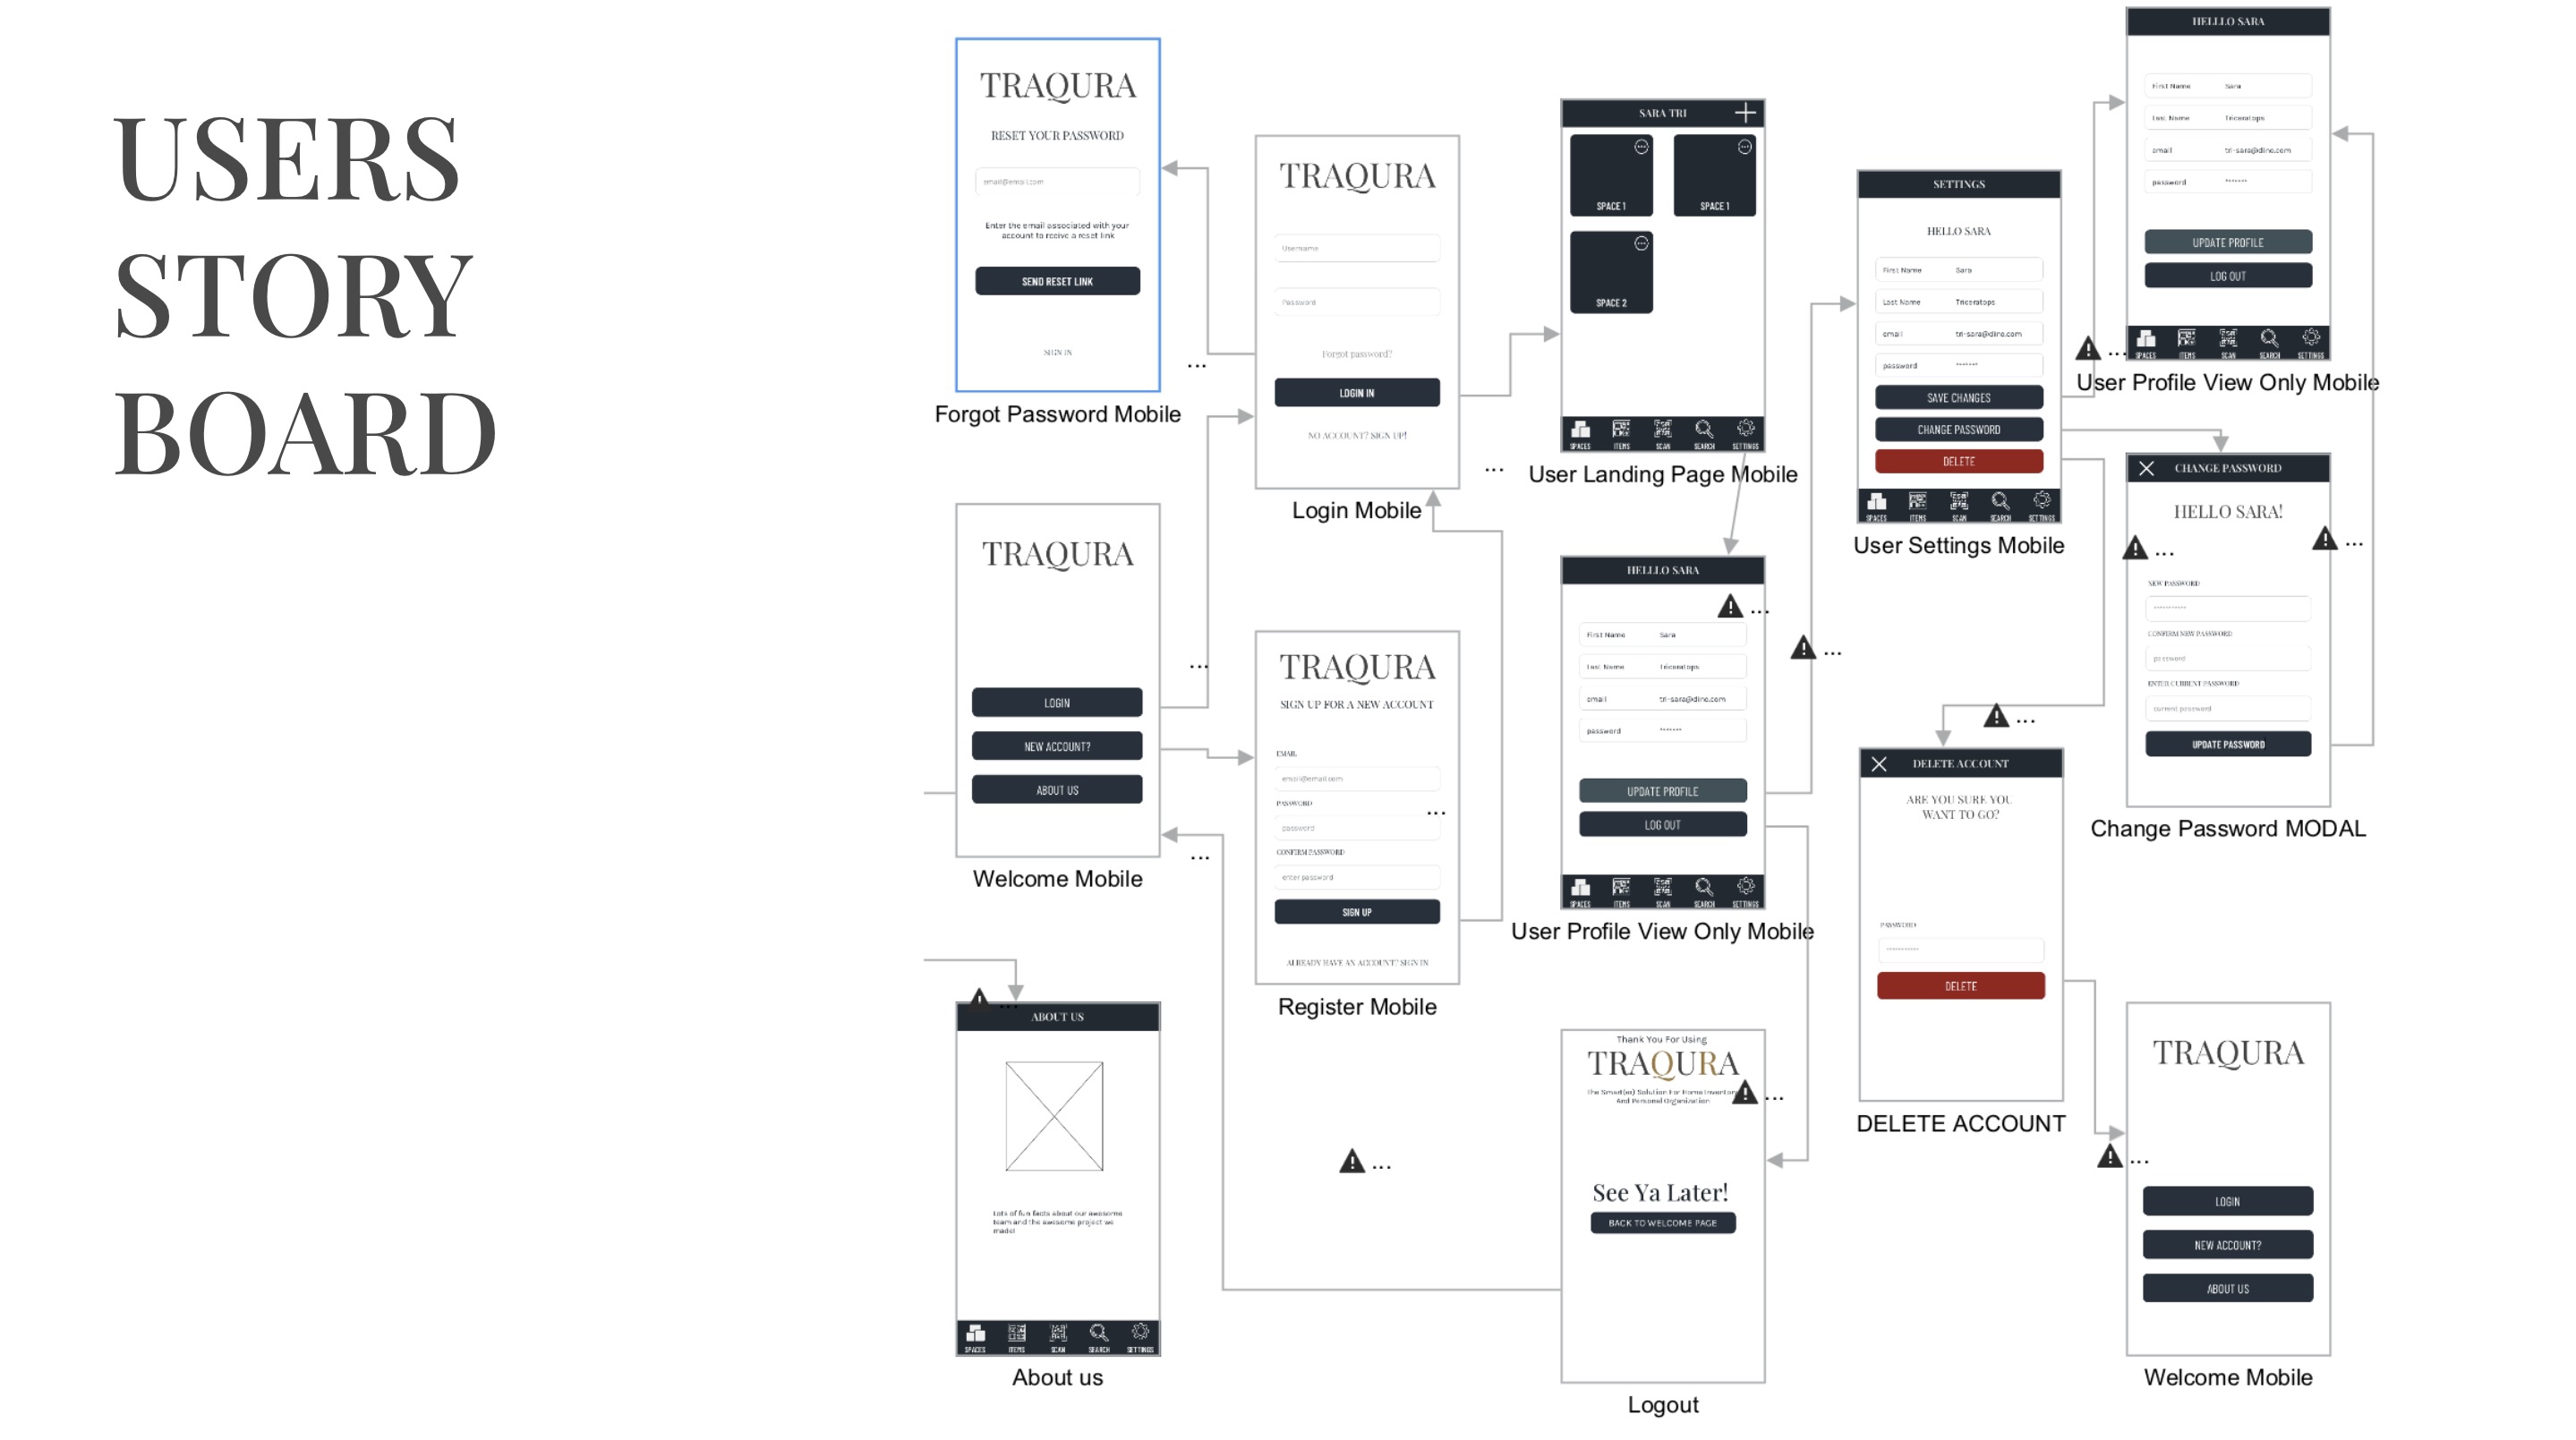 USERS
STORY
BOARD
TRAQURA
RESET YOUR PASSWORD
email@email.com
Enter the email associated with your
account to receive a reset link
SEND RESET LINK
SIGN IN
Forgot Password Mobile
TRAQURA
Username
Password
Forgot password?
LOGIN IN
NO ACCOUNT? SIGN UP!
Login Mobile
SARA TRI
SPACE 1
SPACE 1
SPACE 2
SPACES
ITEMS
SCAN
SEARCH
SETTINGS
User Landing Page Mobile
SETTINGS
HELLO SARA
First Name Sara
Last Name Triceratops
email tri-sara@dino.com
password *******
SAVE CHANGES
CHANGE PASSWORD
DELETE
SPACES
ITEMS
SCAN
SEARCH
SETTINGS
User Settings Mobile
HELLLO SARA
First Name Sara
Last Name Triceratops
email tri-sara@dino.com
password *******
UPDATE PROFILE
LOG OUT
SPACES
ITEMS
SCAN
SEARCH
SETTINGS
User Profile View Only Mobile
TRAQURA
LOGIN
NEW ACCOUNT?
ABOUT US
Welcome Mobile
TRAQURA
SIGN UP FOR A NEW ACCOUNT
EMAIL
email@email.com
PASSWORD
password
CONFIRM PASSWORD
enter password
SIGN UP
ALREADY HAVE AN ACCOUNT? SIGN IN
Register Mobile
HELLLO SARA
First Name Sara
Last Name Triceratops
email tri-sara@dino.com
password *******
UPDATE PROFILE
LOG OUT
SPACES
ITEMS
SCAN
SEARCH
SETTINGS
User Profile View Only Mobile
CHANGE PASSWORD
HELLO SARA!
NEW PASSWORD
***********
CONFIRM NEW PASSWORD
password
ENTER CURRENT PASSWORD
current password
UPDATE PASSWORD
Change Password MODAL
DELETE ACCOUNT
ARE YOU SURE YOU
WANT TO GO?
PASSWORD
***********
DELETE
DELETE ACCOUNT
ABOUT US
Lots of fun facts about our awesome
team and the awesome project we
made!
SPACES
ITEMS
SCAN
SEARCH
SETTINGS
About us
Thank You For Using
TRAQURA
The Smart(er) Solution For Home Inventory
And Personal Organization
See Ya Later!
BACK TO WELCOME PAGE
Logout
TRAQURA
LOGIN
NEW ACCOUNT?
ABOUT US
Welcome Mobile